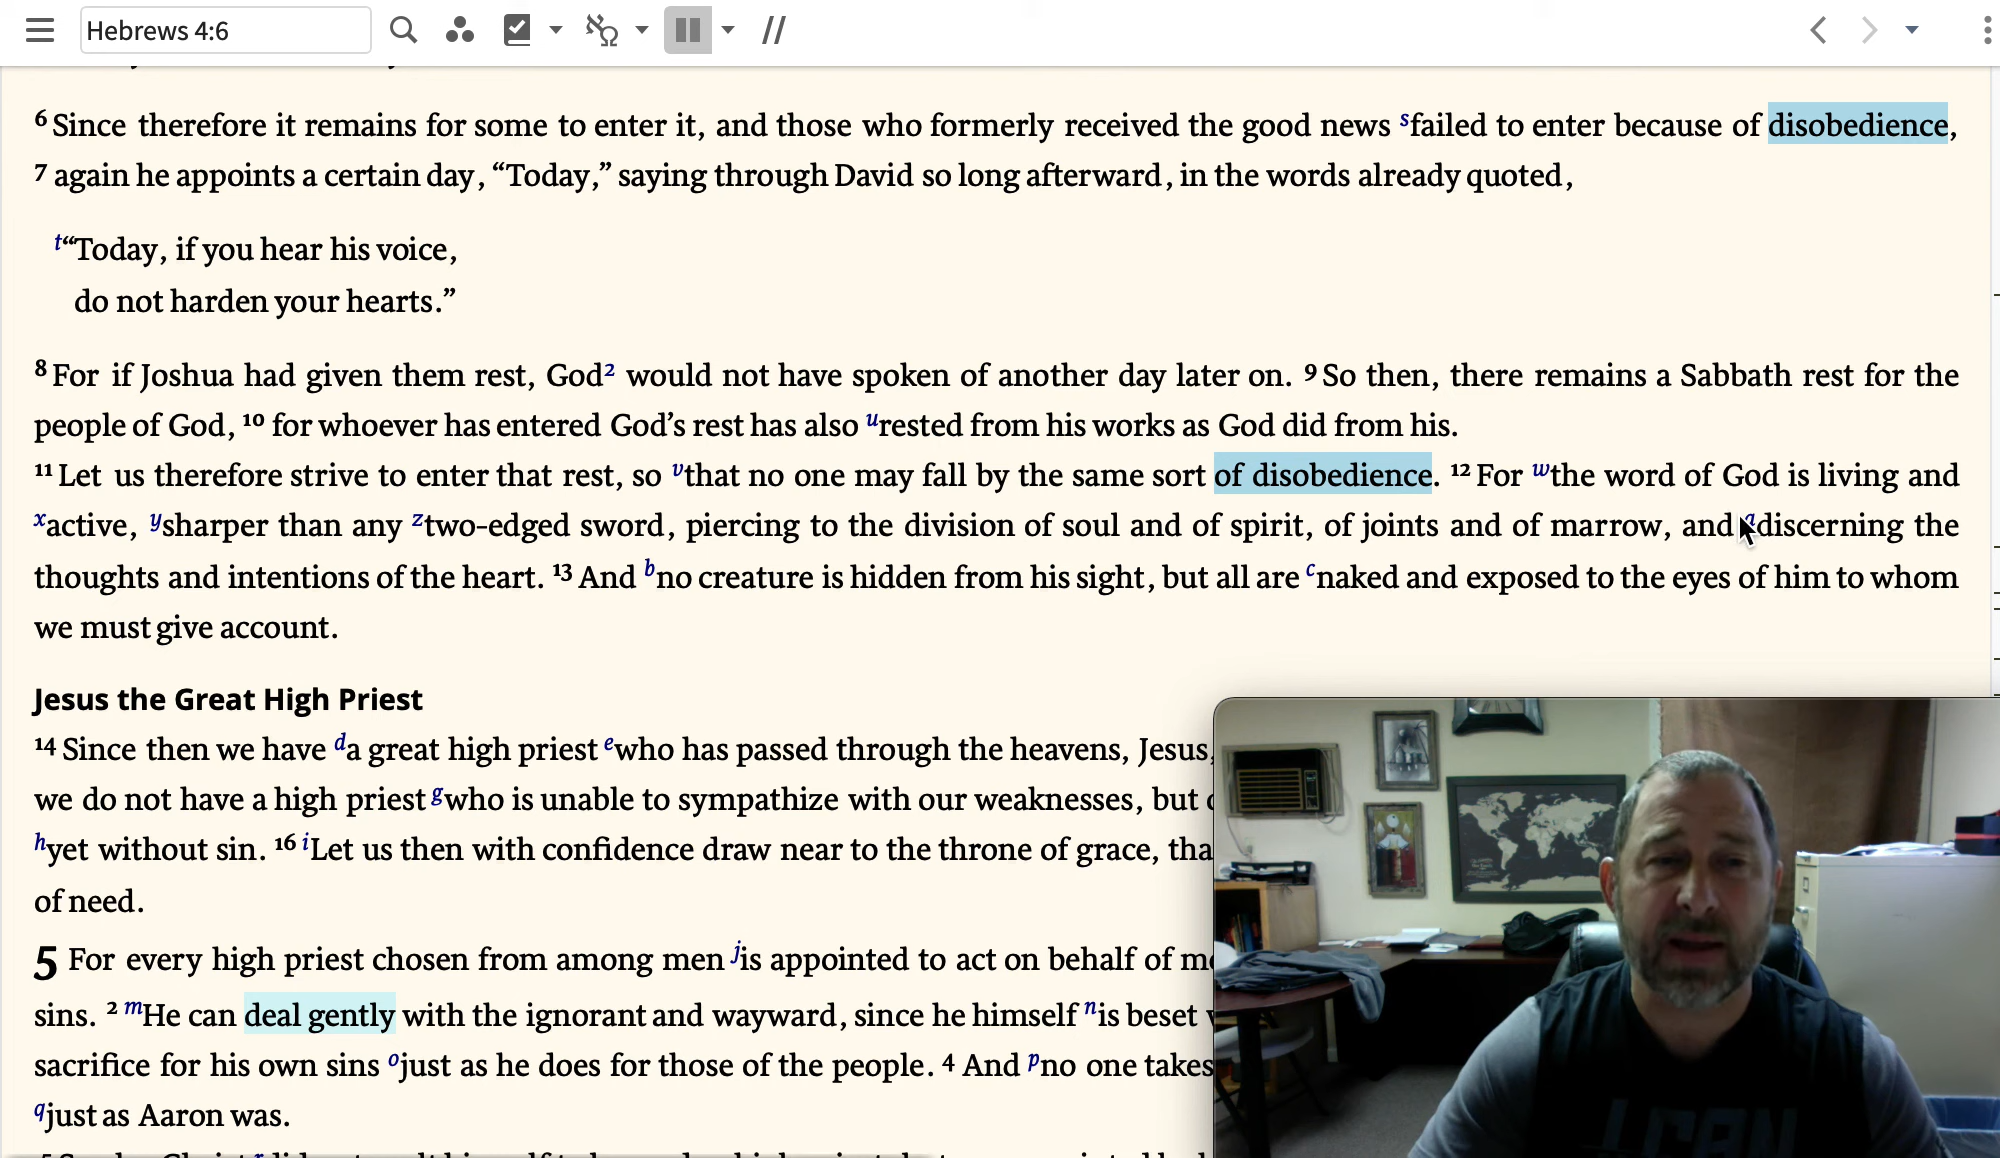 Hebrews 4:6
6 Since therefore it remains for some to enter it, and those who formerly received the good news sfailed to enter because of disobedience,
7 again he appoints a certain day, “Today,” saying through David so long afterward, in the words already quoted,
t“Today, if you hear his voice,
do not harden your hearts.”
8 For if Joshua had given them rest, God2 would not have spoken of another day later on. 9 So then, there remains a Sabbath rest for the
people of God, 10 for whoever has entered God’s rest has also urested from his works as God did from his.
11 Let us therefore strive to enter that rest, so vthat no one may fall by the same sort of disobedience. 12 For wthe word of God is living and
xactive, ysharper than any ztwo-edged sword, piercing to the division of soul and of spirit, of joints and of marrow, and adiscerning the
thoughts and intentions of the heart. 13 And bno creature is hidden from his sight, but all are cnaked and exposed to the eyes of him to whom
we must give account.
Jesus the Great High Priest
14 Since then we have da great high priest ewho has passed through the heavens, Jesus,
we do not have a high priest gwho is unable to sympathize with our weaknesses, but
hyet without sin. 16 iLet us then with confidence draw near to the throne of grace, tha
of need.
5 For every high priest chosen from among men jis appointed to act on behalf of m
sins. 2 mHe can deal gently with the ignorant and wayward, since he himself nis beset
sacrifice for his own sins ojust as he does for those of the people. 4 And pno one takes
qjust as Aaron was.